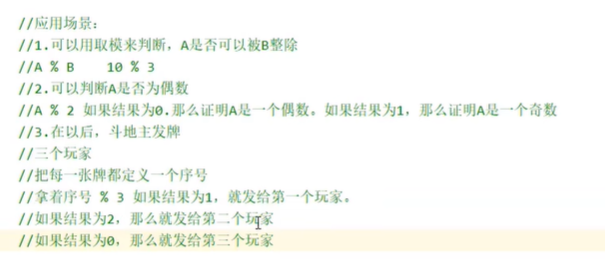 //应用场景：
//1.可以用取模来判断，A是否可以被B整除
//A % B    10 % 3
//2.可以判断A是否为偶数
//A % 2 如果结果为0.那么证明A是一个偶数。如果结果为1，那么证明A是一个奇数
//3.在以后，斗地主发牌
//三个玩家
//把每一张牌都定义一个序号
//拿着序号 % 3 如果结果为1，就发给第一个玩家。
//如果结果为2，那么就发给第二个玩家
//如果结果为0，那么就发给第三个玩家